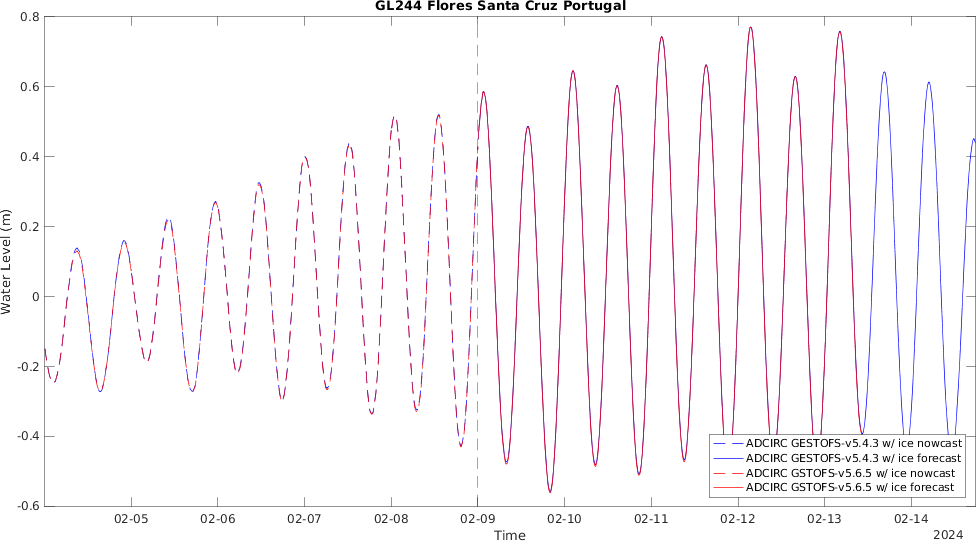 GL244 Flores Santa Cruz Portugal
0.8
0.6
0.4
0.2
0
-0.2
-0.4
-0.6
Water Level (m)
ADCIRC GESTOFS-v5.4.3 w/ ice nowcast
ADCIRC GESTOFS-v5.4.3 w/ ice forecast
ADCIRC GSTOFS-v5.6.5 w/ ice nowcast
ADCIRC GSTOFS-v5.6.5 w/ ice forecast
02-05 02-06 02-07 02-08 02-09 02-10 02-11 02-12 02-13 02-14
Time
2024